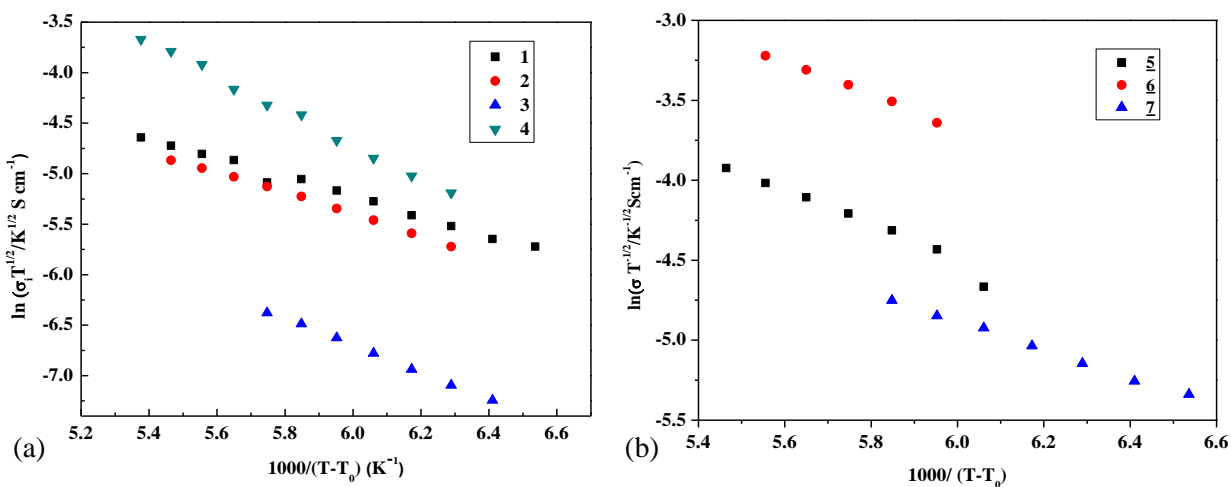 -3.5
-4.0
-4.5
-5.0
-5.5
-6.0
-6.5
-7.0
ln (σᵢT¹/²/K¹/² S cm⁻¹)
1
2
3
4
5.2 5.4 5.6 5.8 6.0 6.2 6.4 6.6
1000/(T-T₀) (K⁻¹)
(a)
-2.5
-3.0
-3.5
-4.0
-4.5
-5.0
-5.5
ln(σ T⁻¹/²/K⁻¹/²Scm⁻¹)
5
6
7
5.4 5.6 5.8 6.0 6.2 6.4 6.6
1000/ (T-T₀)
(b)